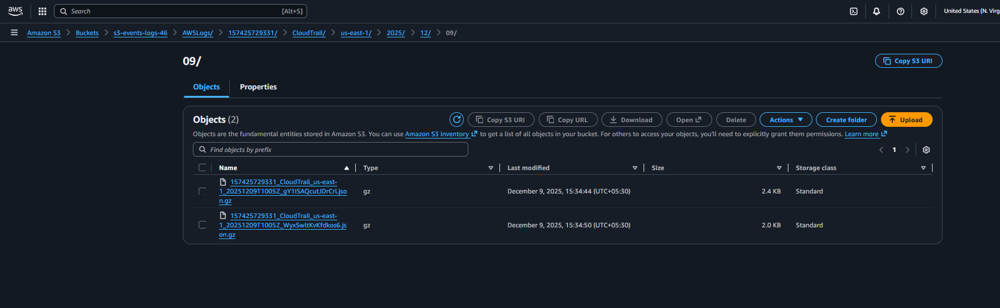 aws
Search [Alt+S] United States (N. Virg
Amazon S3 > Buckets > s3-events-logs-46 > AWSLogs/ > 157425729331/ > CloudTrail/ > us-east-1/ > 2025/ > 12/ > 09/
09/
Copy S3 URI
Objects Properties
Objects (2)
Copy S3 URI Copy URL Download Open Delete Actions Create folder Upload
Objects are the fundamental entities stored in Amazon S3. You can use Amazon S3 inventory to get a list of all objects in your bucket. For others to access your objects, you'll need to explicitly grant them permissions. Learn more
Find objects by prefix
1
Name Type Last modified Size Storage class
157425729331_CloudTrail_us-east-
1_20251209T1005Z_gY1ISAQcutJDrCrl.jso
n.gz
gz December 9, 2025, 15:34:44 (UTC+05:30) 2.4 KB Standard
157425729331_CloudTrail_us-east-
1_20251209T1005Z_WyxSwltKvKfdkos6.js
on.gz
gz December 9, 2025, 15:34:50 (UTC+05:30) 2.0 KB Standard